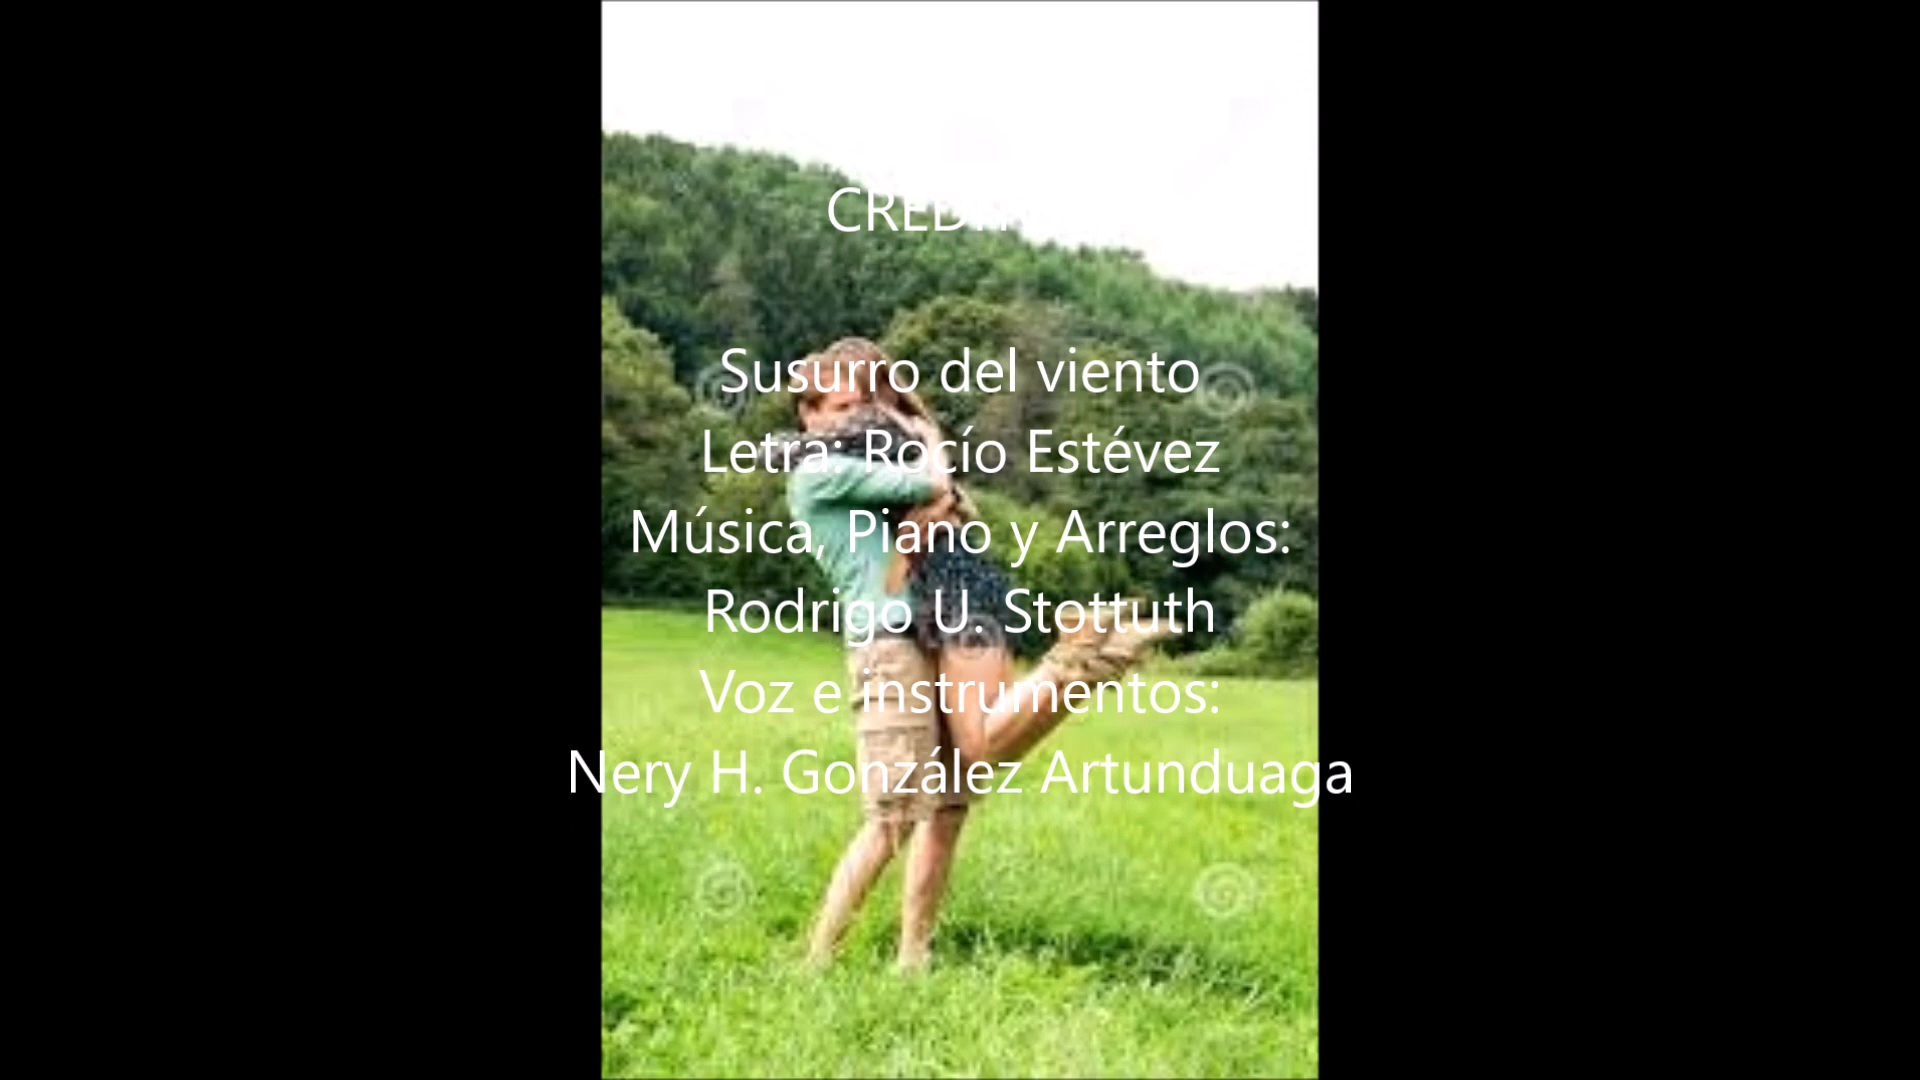 Susurro del viento
Letra: Rocío Estévez
Música, Piano y Arreglos:
Rodrigo U. Stottuth
Voz e instrumentos:
Nery H. González Artunduaga